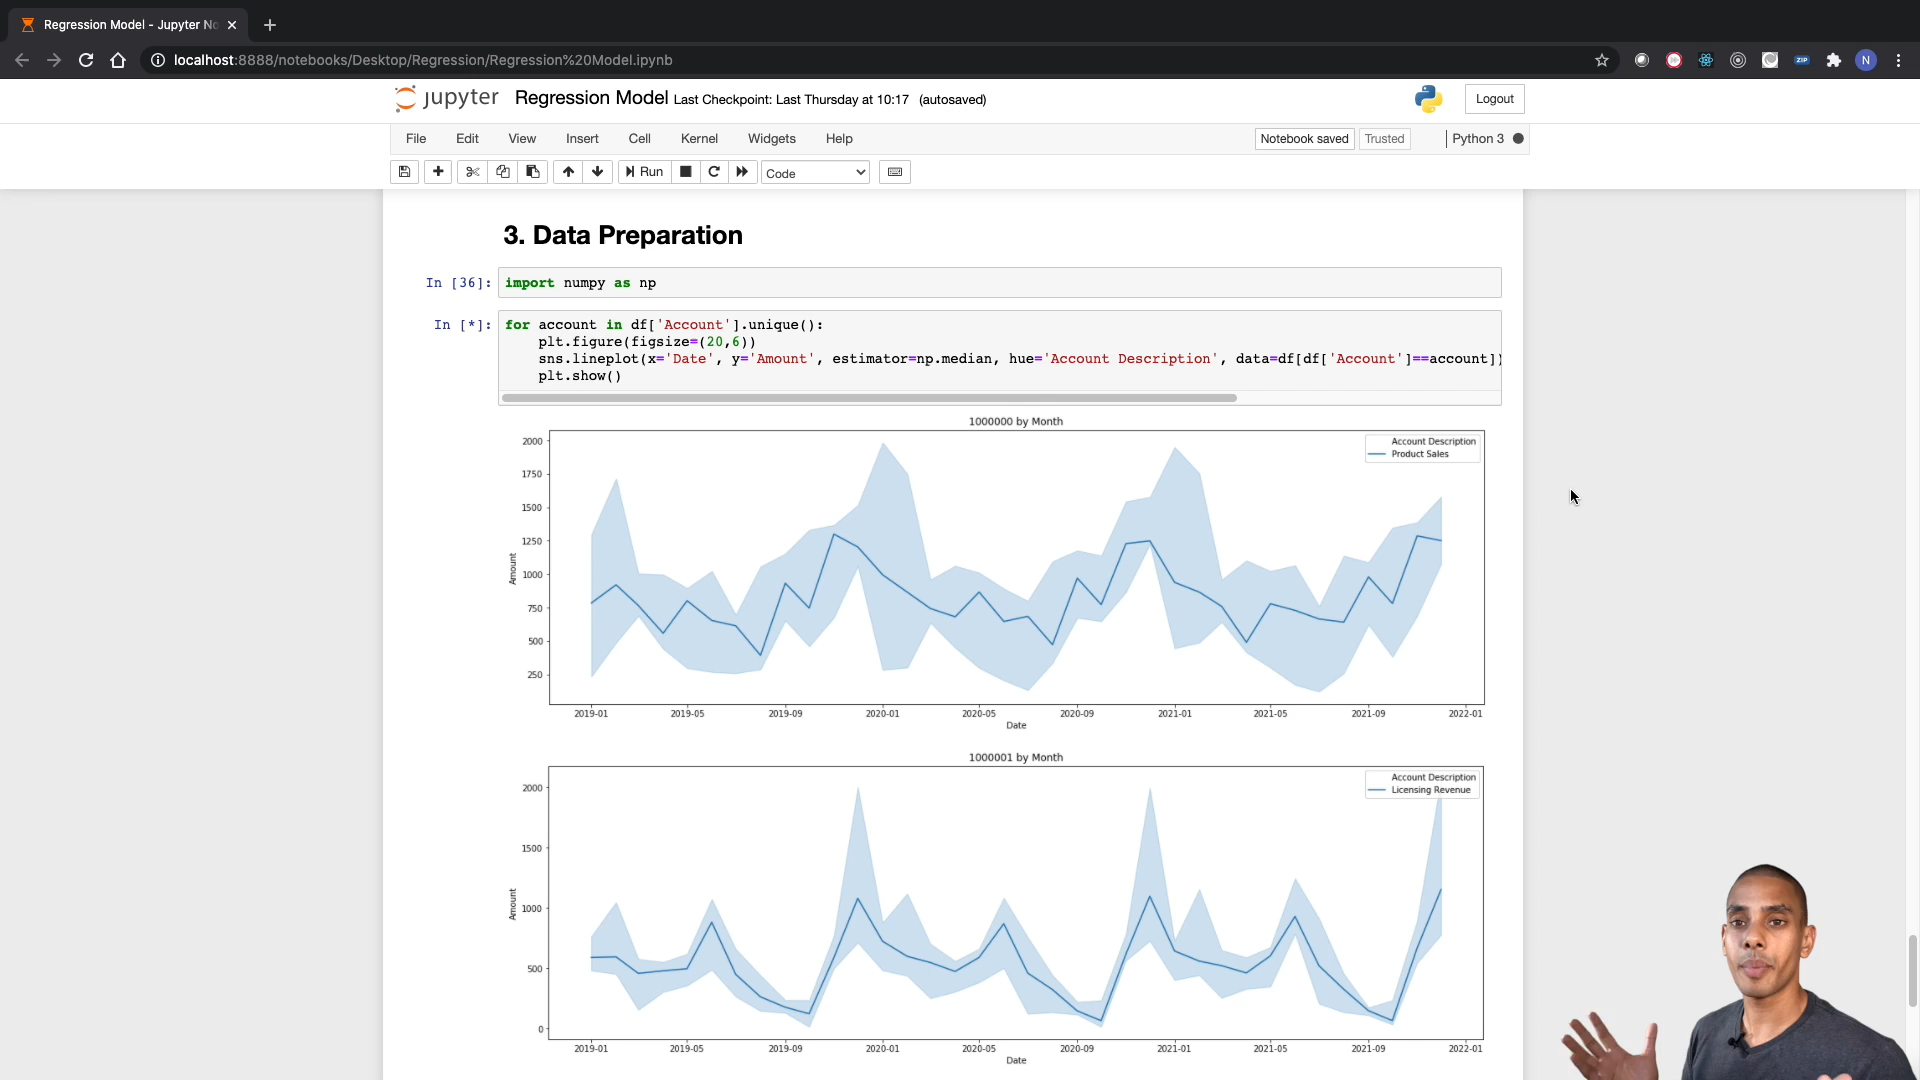 Regression Model - Jupyter No
localhost:8888/notebooks/Desktop/Regression/Regression%20Model.ipynb
ZIP
N
jupyter Regression Model Last Checkpoint: Last Thursday at 10:17 (autosaved)
Logout
File Edit View Insert Cell Kernel Widgets Help
Notebook saved Trusted Python 3
Run Code
3. Data Preparation
In [36]: import numpy as np
In [*]: for account in df['Account'].unique():
plt.figure(figsize=(20,6))
sns.lineplot(x='Date', y='Amount', estimator=np.median, hue='Account Description', data=df[df['Account']==account])
plt.show()
1000000 by Month
Account Description
Product Sales
2000
1750
1500
1250
1000
750
500
250
Amount
2019-01 2019-05 2019-09 2020-01 2020-05 2020-09 2021-01 2021-05 2021-09 2022-01
Date
1000001 by Month
Account Description
Licensing Revenue
2000
1500
1000
500
0
Amount
2019-01 2019-05 2019-09 2020-01 2020-05 2020-09 2021-01 2021-05 2021-09 2022-01
Date